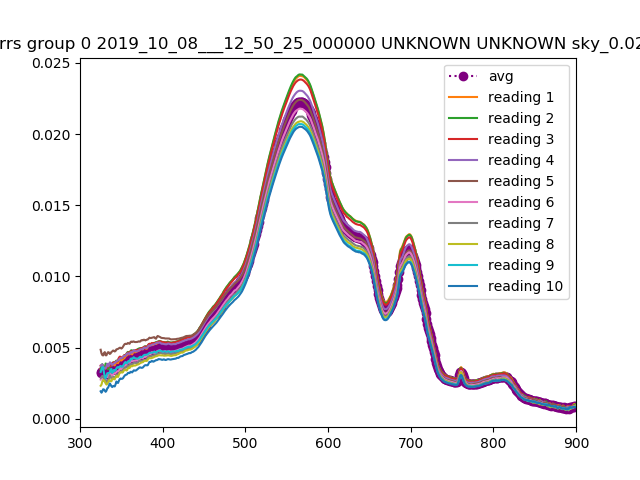 rrs group 0 2019_10_08___12_50_25_000000 UNKNOWN UNKNOWN sky_0.02
0.025
0.020
0.015
0.010
0.005
0.000
300 400 500 600 700 800 900
avg
reading 1
reading 2
reading 3
reading 4
reading 5
reading 6
reading 7
reading 8
reading 9
reading 10